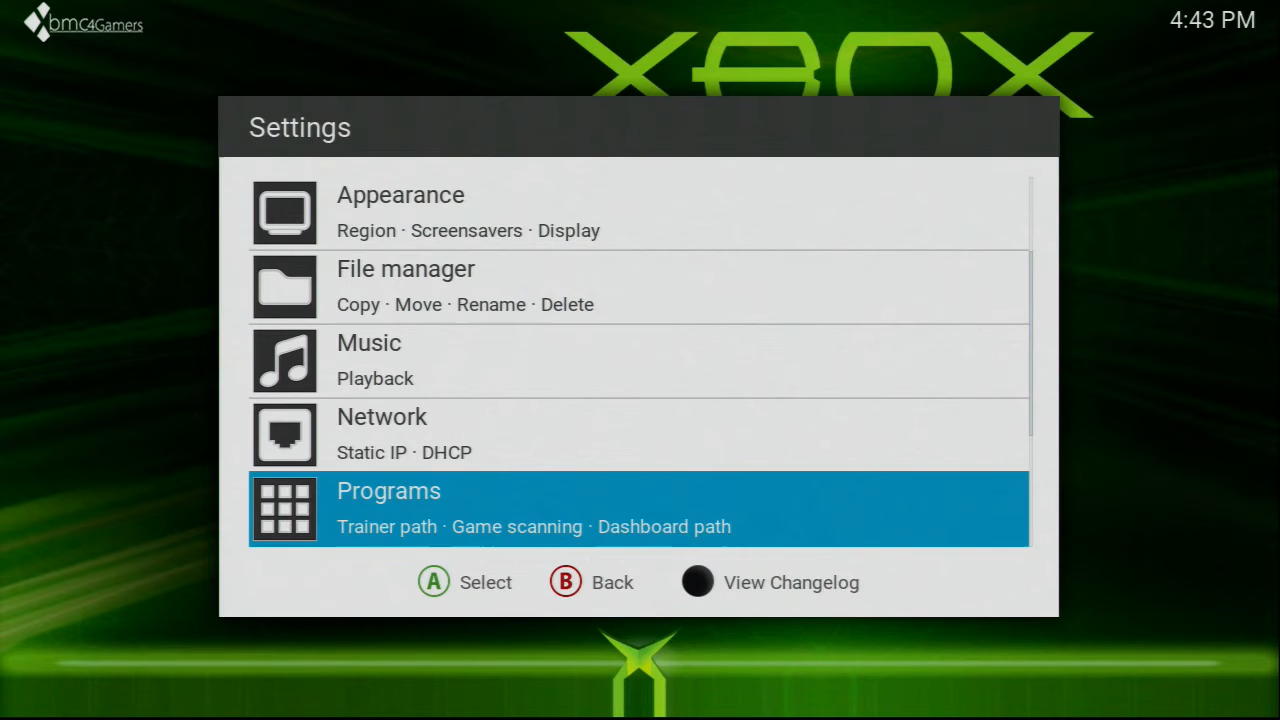 bmc4Gamers
4:43 PM
XBOX
Settings
Appearance
Region · Screensavers · Display
File manager
Copy · Move · Rename · Delete
Music
Playback
Network
Static IP · DHCP
Programs
Trainer path · Game scanning · Dashboard path
A Select B Back View Changelog